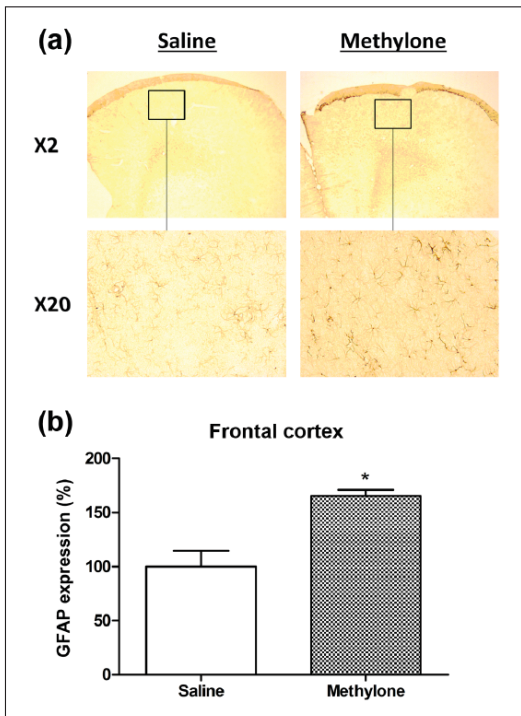 (a)
Saline Methylone
X2
X20
(b)
Frontal cortex
GFAP expression (%)
200
150
100
50
0
*
Saline Methylone